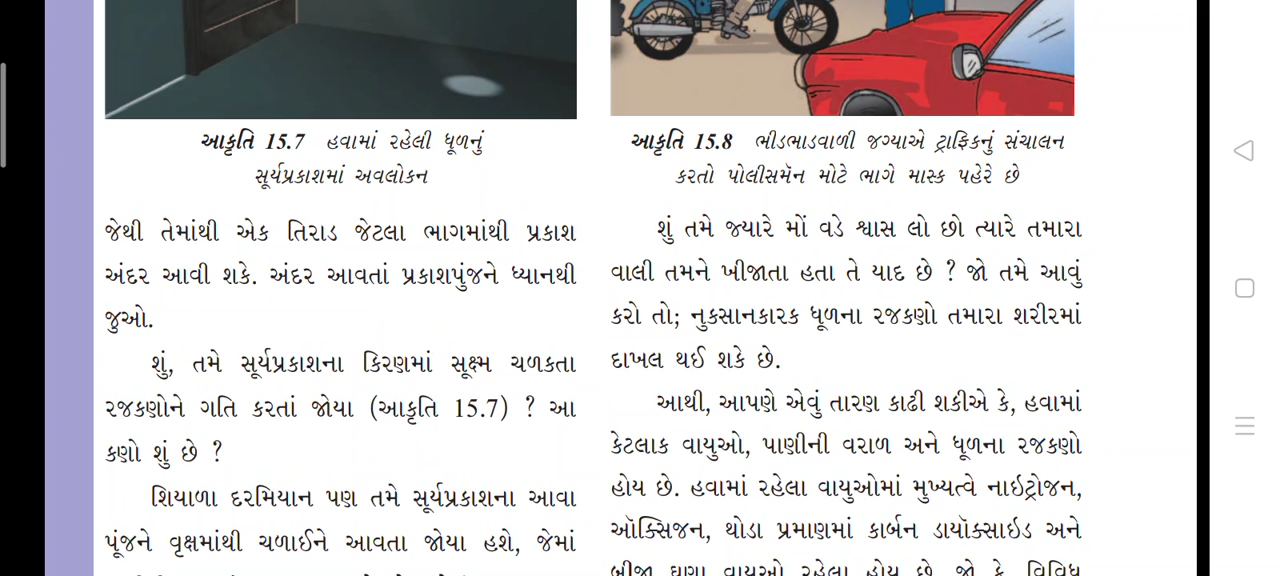 આકૃતિ 15.7 હવામાં રહેલી ધૂળનું
સૂર્યપ્રકાશમાં અવલોકન
જેથી તેમાંથી એક તિરાડ જેટલા ભાગમાંથી પ્રકાશ
અંદર આવી શકે. અંદર આવતાં પ્રકાશપુંજને ધ્યાનથી
જુઓ.
શું, તમે સૂર્યપ્રકાશના કિરણમાં સૂક્ષ્મ ચળકતા
રજકણોને ગતિ કરતાં જોયા (આકૃતિ 15.7) ? આ
કણો શું છે ?
શિયાળા દરમિયાન પણ તમે સૂર્યપ્રકાશના આવા
પૂંજને વૃક્ષમાંથી ચળાઈને આવતા જોયા હશે, જેમાં
આકૃતિ 15.8 ભીડભાડવાળી જગ્યાએ ટ્રાફિકનું સંચાલન
કરતો પોલીસમૅન મોટે ભાગે માસ્ક પહેરે છે
શું તમે જ્યારે મોં વડે શ્વાસ લો છો ત્યારે તમારા
વાલી તમને ખીજાતા હતા તે યાદ છે ? જો તમે આવું
કરો તો; નુકસાનકારક ધૂળના રજકણો તમારા શરીરમાં
દાખલ થઈ શકે છે.
આથી, આપણે એવું તારણ કાઢી શકીએ કે, હવામાં
કેટલાક વાયુઓ, પાણીની વરાળ અને ધૂળના રજકણો
હોય છે. હવામાં રહેલા વાયુઓમાં મુખ્યત્વે નાઇટ્રોજન,
ઑક્સિજન, થોડા પ્રમાણમાં કાર્બન ડાયૉક્સાઇડ અને
બીજા ઘણા વાયુઓ રહેલા હોય છે. જો કે, વિવિધ